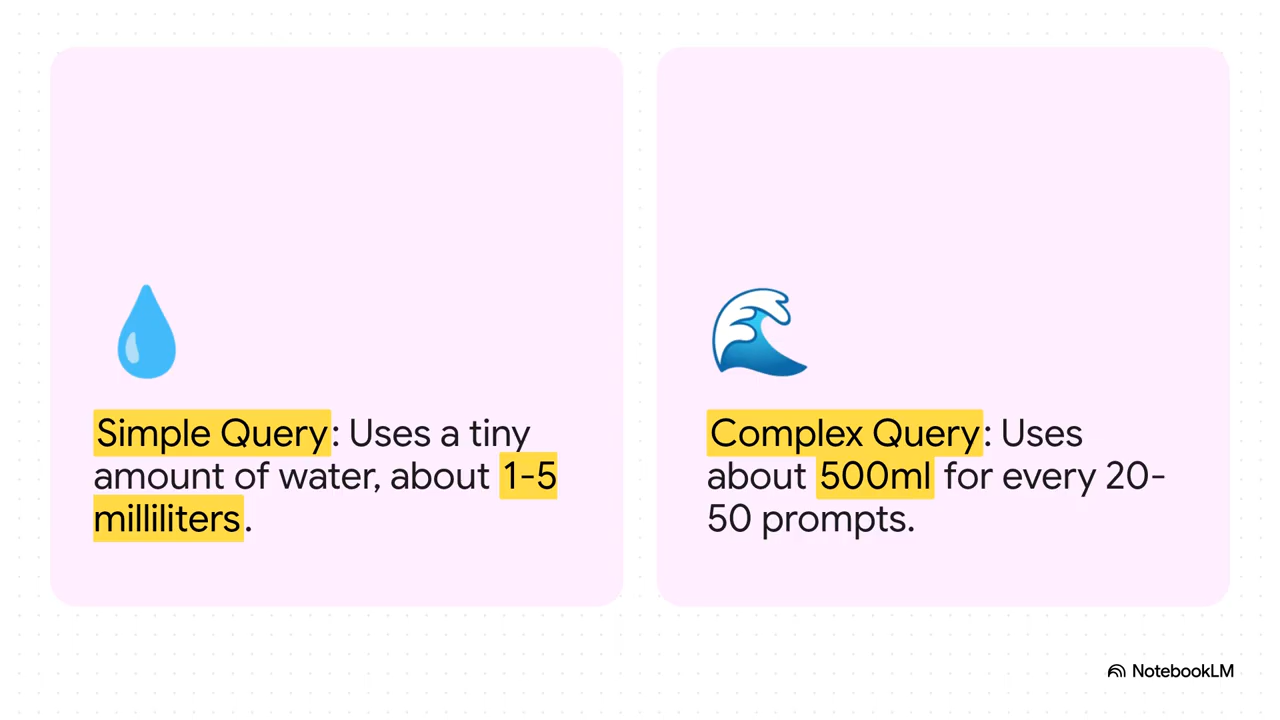 Simple Query: Uses a tiny
amount of water, about 1-5
milliliters.
Complex Query: Uses
about 500ml for every 20-
50 prompts.
NotebookLM